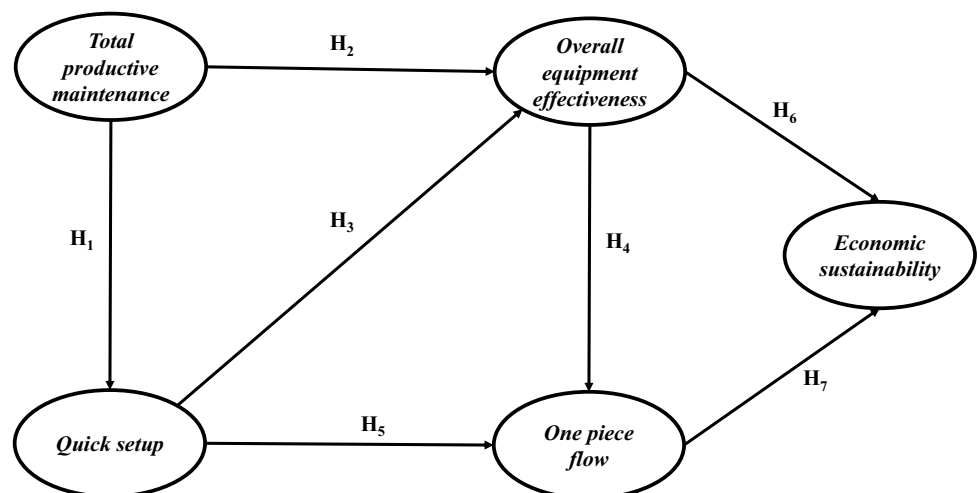 Total
productive
maintenance
H₂
Overall
equipment
effectiveness
H₆
H₁
H₃
H₄
Economic
sustainability
H₇
Quick setup
H₅
One piece
flow